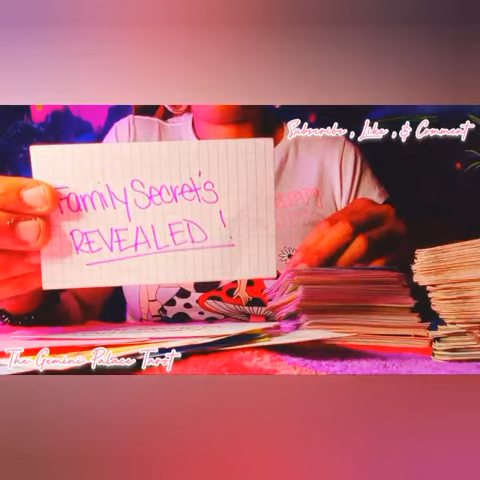 Subscribe , Like , & Comment
Family Secret's
REVEALED !
The Gemini Palace Tarot